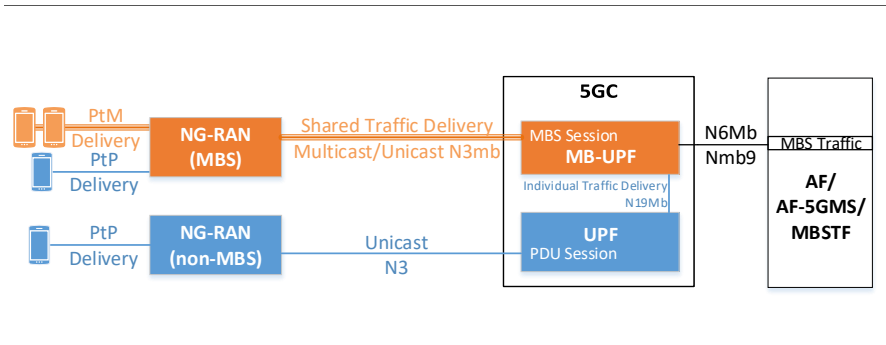 5GC
PtM
Delivery
PtP
Delivery
NG-RAN
(MBS)
Shared Traffic Delivery
Multicast/Unicast N3mb
MBS Session
MB-UPF
N6Mb
Nmb9
MBS Traffic
AF/
AF-5GMS/
MBSTF
Individual Traffic Delivery
N19Mb
PtP
Delivery
NG-RAN
(non-MBS)
Unicast
N3
UPF
PDU Session